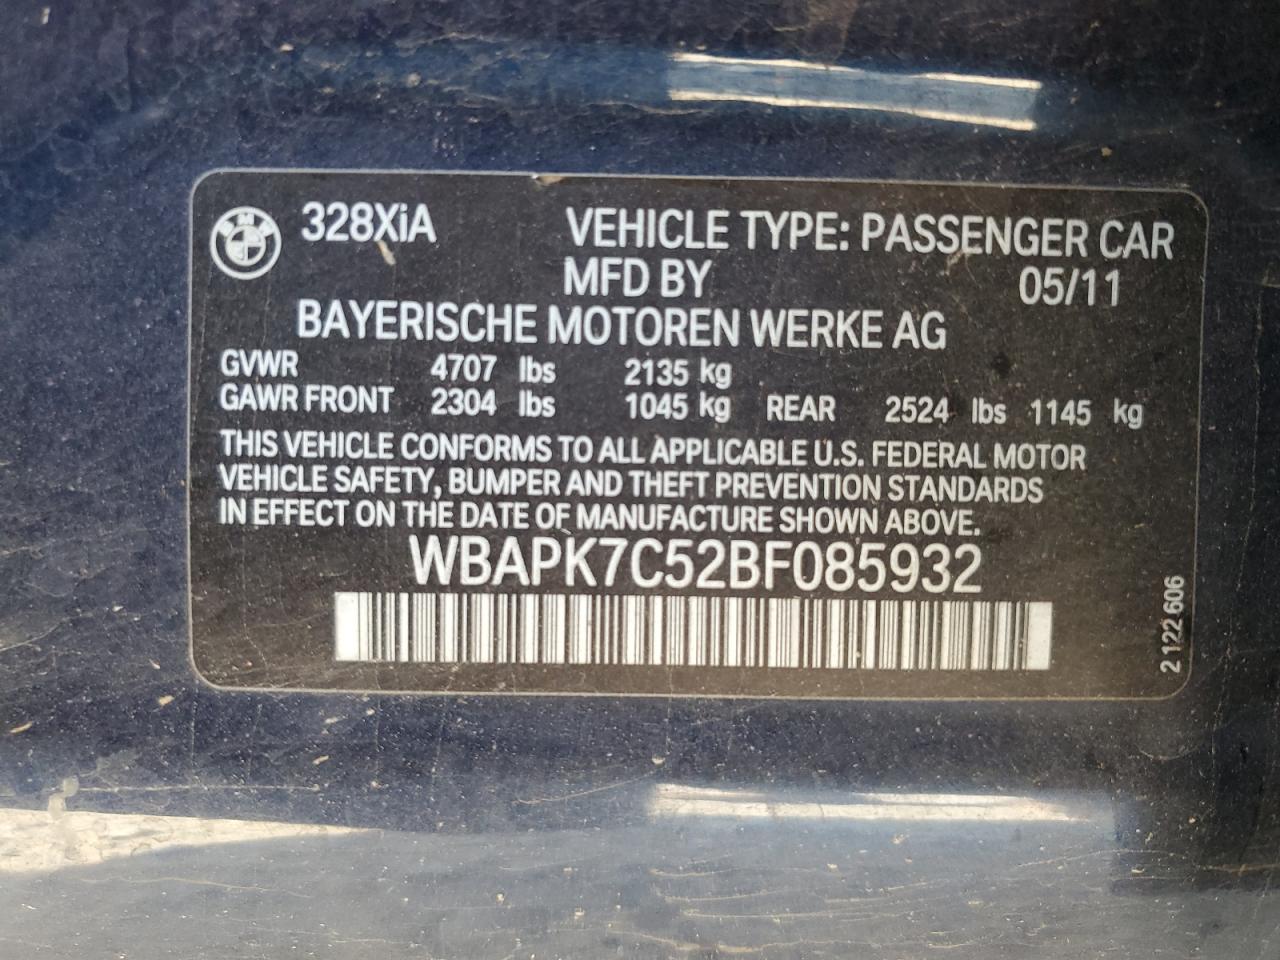 BMW 328XiA VEHICLE TYPE: PASSENGER CAR
MFD BY 05/11
BAYERISCHE MOTOREN WERKE AG
GVWR 4707 lbs 2135 kg
GAWR FRONT 2304 lbs 1045 kg REAR 2524 lbs 1145 kg
THIS VEHICLE CONFORMS TO ALL APPLICABLE U.S. FEDERAL MOTOR
VEHICLE SAFETY, BUMPER AND THEFT PREVENTION STANDARDS
IN EFFECT ON THE DATE OF MANUFACTURE SHOWN ABOVE.
WBAPK7C52BF085932
2 122 606